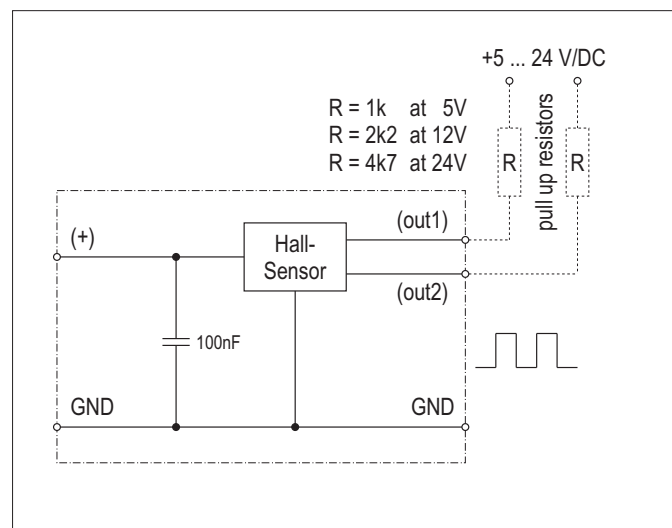 +5 ... 24 V/DC
R = 1k at 5V
R = 2k2 at 12V
R = 4k7 at 24V
R
R
pull up resistors
(+)
Hall-
Sensor
(out1)
(out2)
100nF
GND
GND